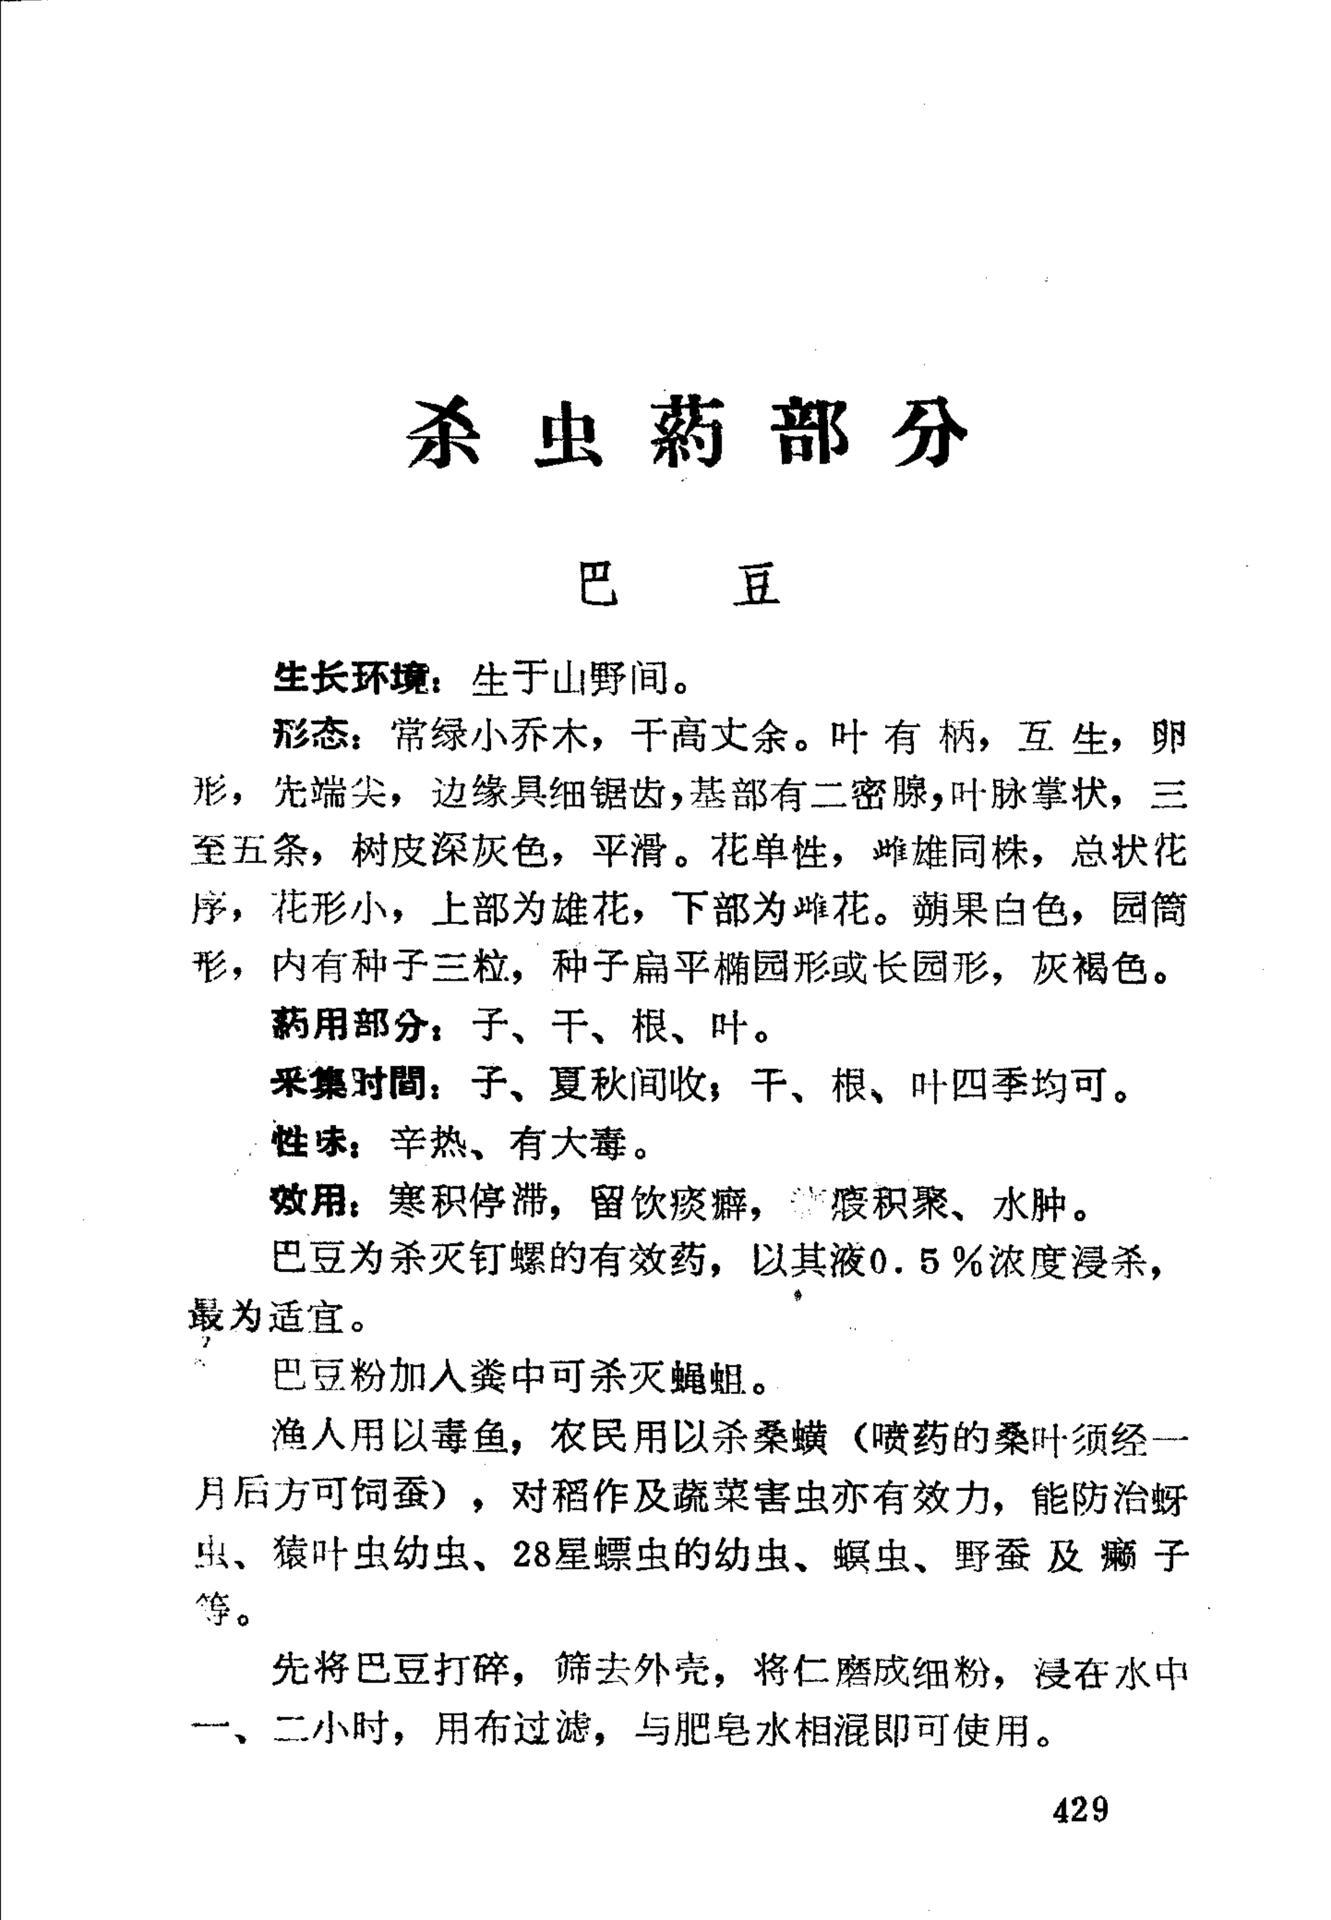 杀虫药部分
巴豆
生长环境：生于山野间。
形态：常绿小乔木，干高丈余。叶有柄，互生，卵
形，先端尖，边缘具细锯齿，基部有二密腺，叶脉掌状，三
至五条，树皮深灰色，平滑。花单性，雌雄同株，总状花
序，花形小，上部为雄花，下部为雌花。蒴果白色，园筒
形，内有种子三粒，种子扁平椭园形或长园形，灰褐色。
药用部分：子、干、根、叶。
采集时間：子、夏秋间收；干、根、叶四季均可。
性味：辛热、有大毒。
效用：寒积停滞，留饮痰癖，瘕积聚、水肿。
巴豆为杀灭钉螺的有效药，以其液0.5％浓度浸杀，
最为适宜。
巴豆粉加入粪中可杀灭蝇蛆。
渔人用以毒鱼，农民用以杀桑蟥（喷药的桑叶须经一
月后方可饲蚕），对稻作及蔬菜害虫亦有效力，能防治蚜
虫、猿叶虫幼虫、28星螵虫的幼虫、螟虫、野蚕及癞子
等。
先将巴豆打碎，筛去外壳，将仁磨成细粉，浸在水中
一、二小时，用布过滤，与肥皂水相混即可使用。
429